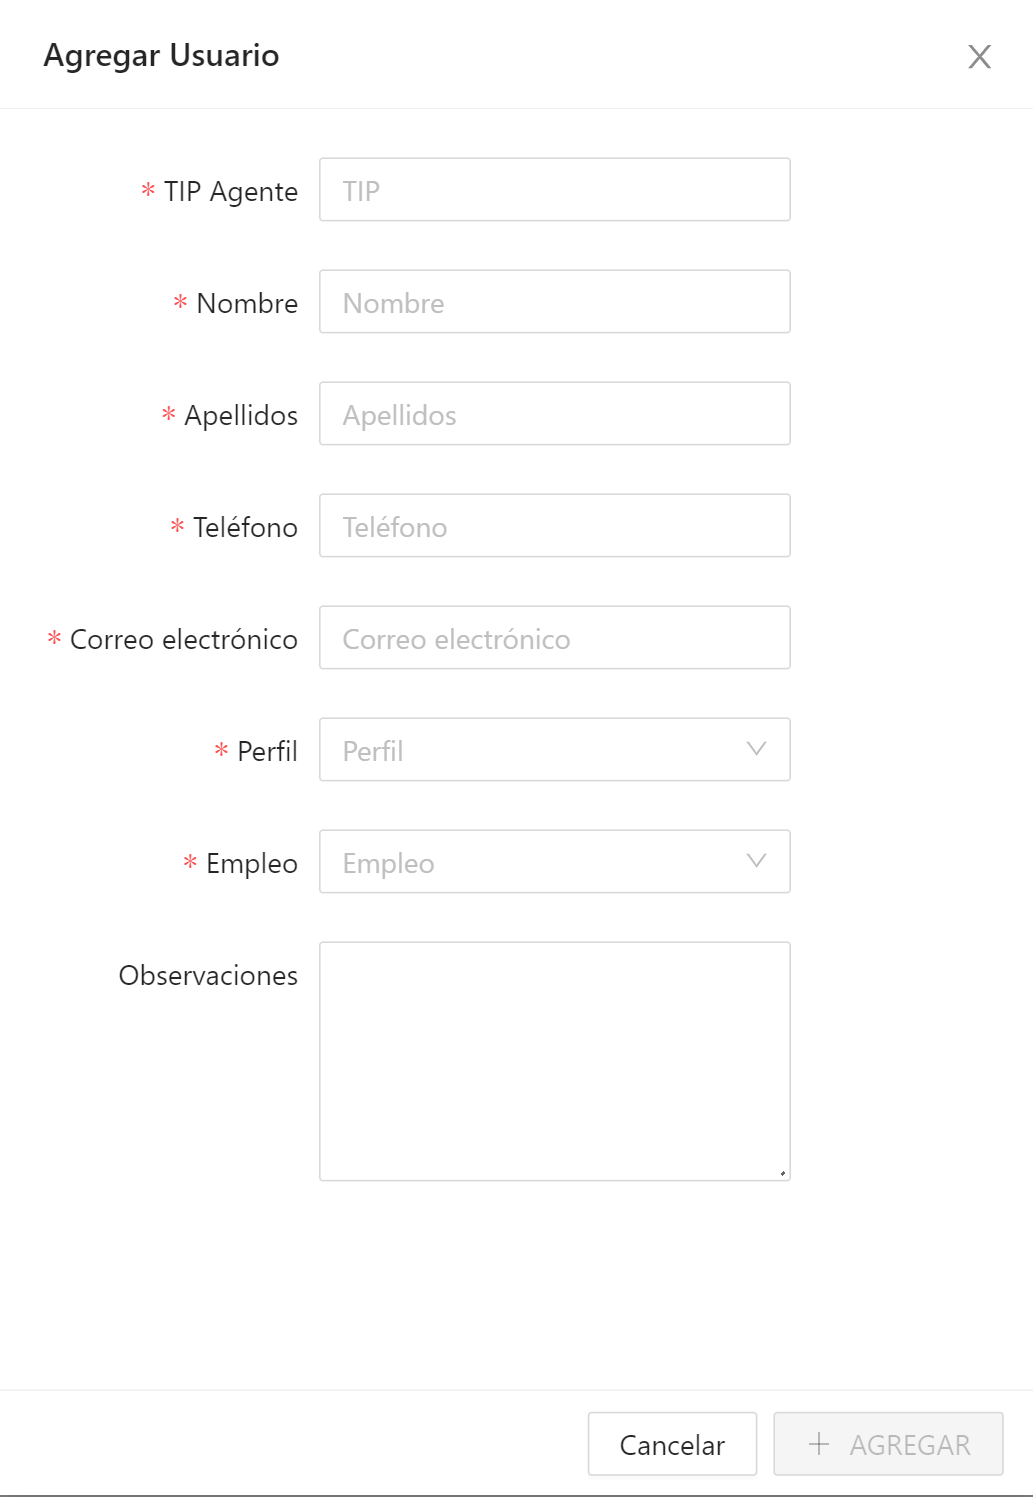 Agregar Usuario
* TIP Agente TIP
* Nombre Nombre
* Apellidos Apellidos
* Teléfono Teléfono
* Correo electrónico Correo electrónico
* Perfil Perfil
* Empleo Empleo
Observaciones
Cancelar + AGREGAR